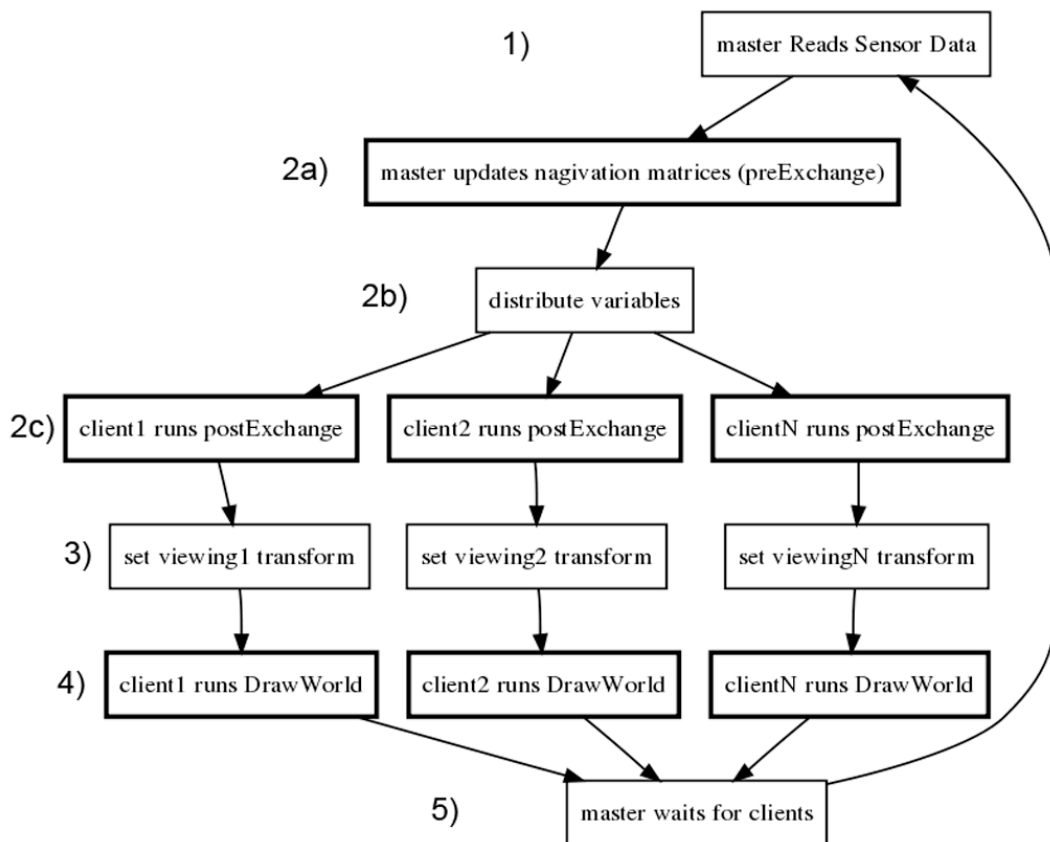 1)
master Reads Sensor Data
2a)
master updates nagivation matrices (preExchange)
2b)
distribute variables
2c)
client1 runs postExchange
client2 runs postExchange
clientN runs postExchange
3)
set viewing1 transform
set viewing2 transform
set viewingN transform
4)
client1 runs DrawWorld
client2 runs DrawWorld
clientN runs DrawWorld
5)
master waits for clients